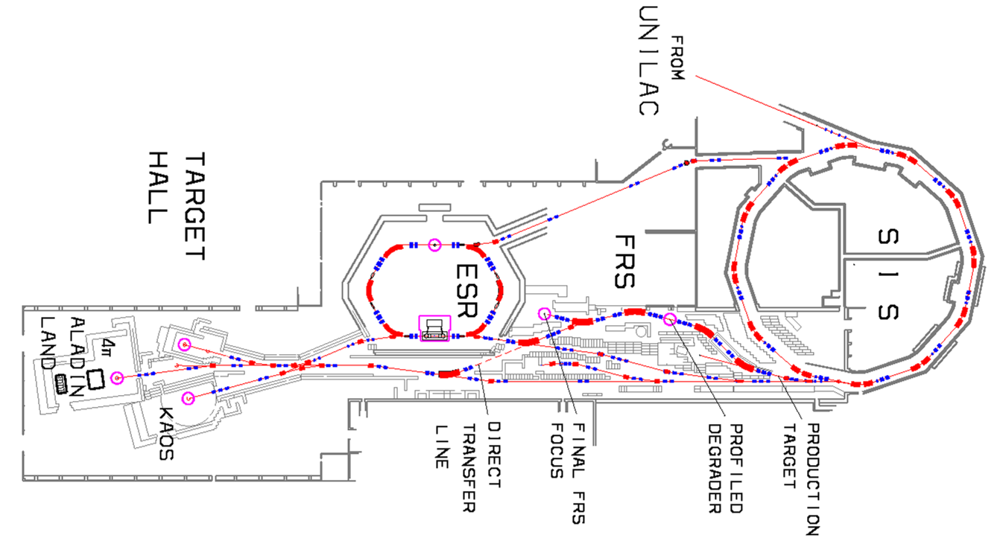 FROM
UNILAC
TARGET
HALL
SIS
FRS
ESR
4π
ALADIN
LAND
KAOS
DIRECT
TRANSFER
LINE
FINAL FRS
FOCUS
PROFILED
DEGRADER
PRODUCTION
TARGET